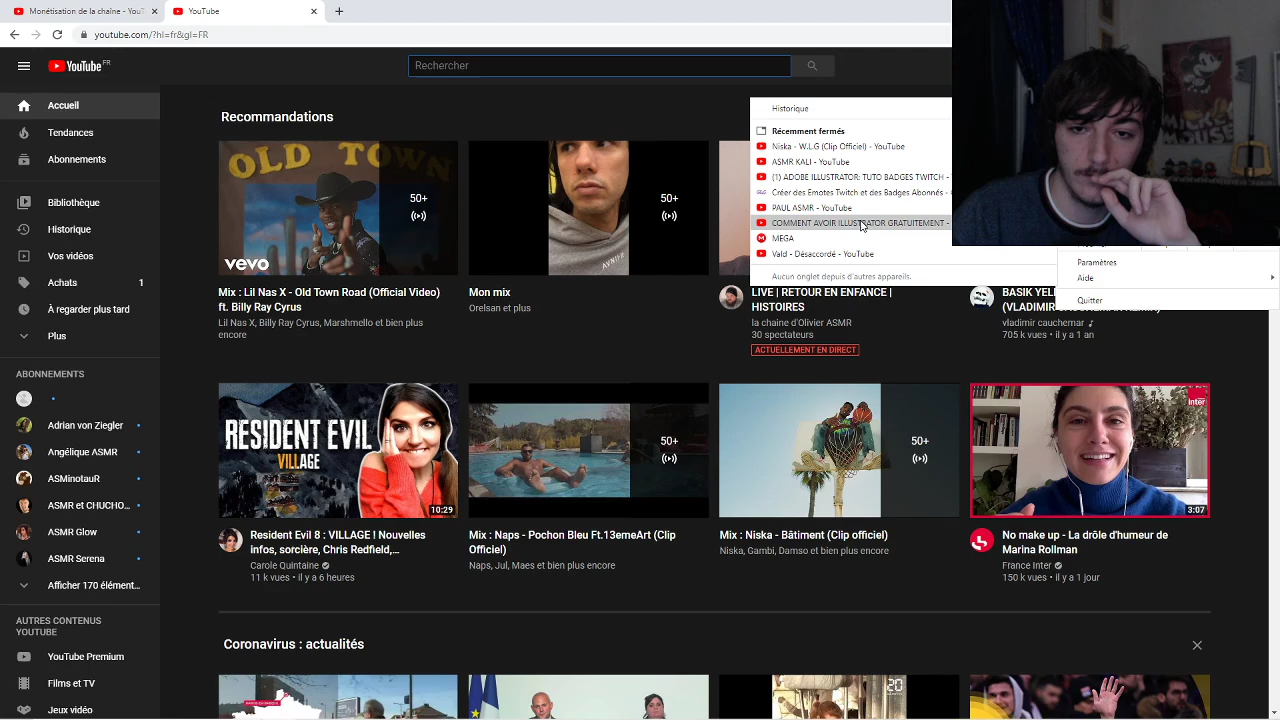 Monétisation de la chaîne - YouT
YouTube
youtube.com/?hl=fr&gl=FR
YouTube FR
Rechercher
Accueil
Tendances
Abonnements
Bibliothèque
Historique
Vos vidéos
Achats 1
À regarder plus tard
Plus
ABONNEMENTS
Adrian von Ziegler
Angélique ASMR
ASMinotauR
ASMR et CHUCHO...
ASMR Glow
ASMR Serena
Afficher 170 élément...
AUTRES CONTENUS
YOUTUBE
YouTube Premium
Films et TV
Jeux vidéo
Recommandations
OLD TOWN
vevo
50+
Mix : Lil Nas X - Old Town Road (Official Video)
ft. Billy Ray Cyrus
Lil Nas X, Billy Ray Cyrus, Marshmello et bien plus
encore
AVNIR
50+
Mon mix
Orelsan et plus
Historique
Récemment fermés
Niska - W.L.G (Clip Officiel) - YouTube
ASMR KALI - YouTube
(1) ADOBE ILLUSTRATOR: TUTO BADGES TWITCH -
Créer des Emotes Twitch et des Badges Abonnés -
PAUL ASMR - YouTube
COMMENT AVOIR ILLUSTRATOR GRATUITEMENT -
MEGA
Vald - Désaccordé - YouTube
Aucun onglet depuis d'autres appareils.
Paramètres
Aide
Quitter
MICKEY
MOUSE
LIVE | RETOUR EN ENFANCE |
HISTOIRES
la chaine d'Olivier ASMR
30 spectateurs
ACTUELLEMENT EN DIRECT
BASIK YEL
(VLADIMIR
vladimir cauchemar
705 k vues • il y a 1 an
RESIDENT EVIL
VILLAGE
10:29
Resident Evil 8 : VILLAGE l Nouvelles
infos, sorcière, Chris Redfield,...
Carole Quintaine
11 k vues • il y a 6 heures
50+
Mix : Naps - Pochon Bleu Ft.13emeArt (Clip
Officiel)
Naps, Jul, Maes et bien plus encore
50+
Mix : Niska - Bâtiment (Clip officiel)
Niska, Gambi, Damso et bien plus encore
inter
3:07
No make up - La drôle d'humeur de
Marina Rollman
France Inter
150 k vues • il y a 1 jour
Coronavirus : actualités
20